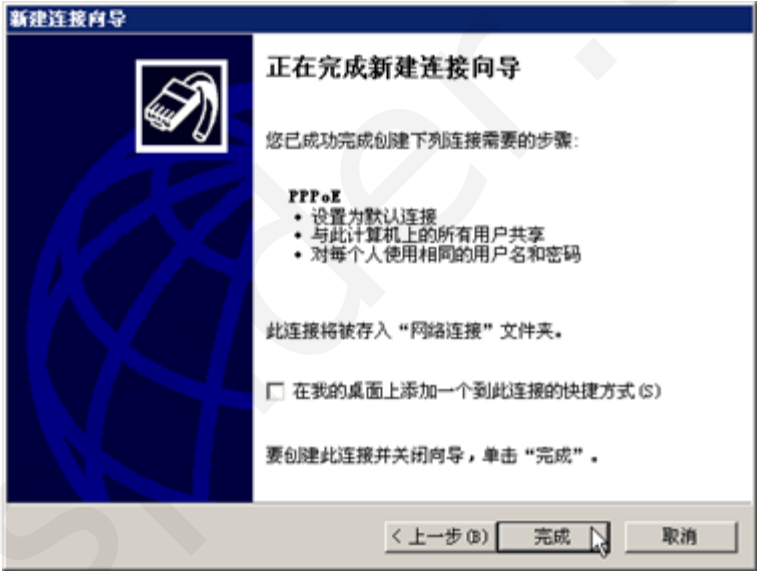 新建连接向导
正在完成新建连接向导
您已成功完成创建下列连接需要的步骤:
PPPoE
• 设置为默认连接
• 与此计算机上的所有用户共享
• 对每个人使用相同的用户名和密码
此连接将被存入“网络连接”文件夹。
在我的桌面上添加一个到此连接的快捷方式(S)
要创建此连接并关闭向导，单击“完成”。
< 上一步(B) 完成 取消